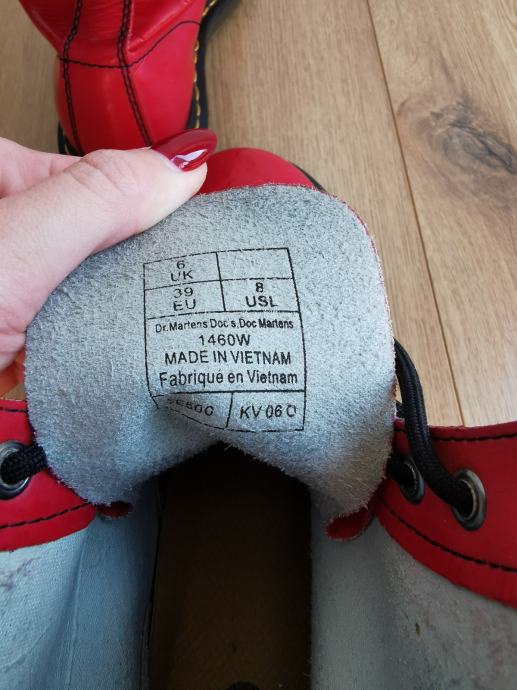 6
UK
39
EU
8
USL
Dr.Martens Doc's,Doc Martens
1460W
MADE IN VIETNAM
Fabrique en Vietnam
KV 06 O